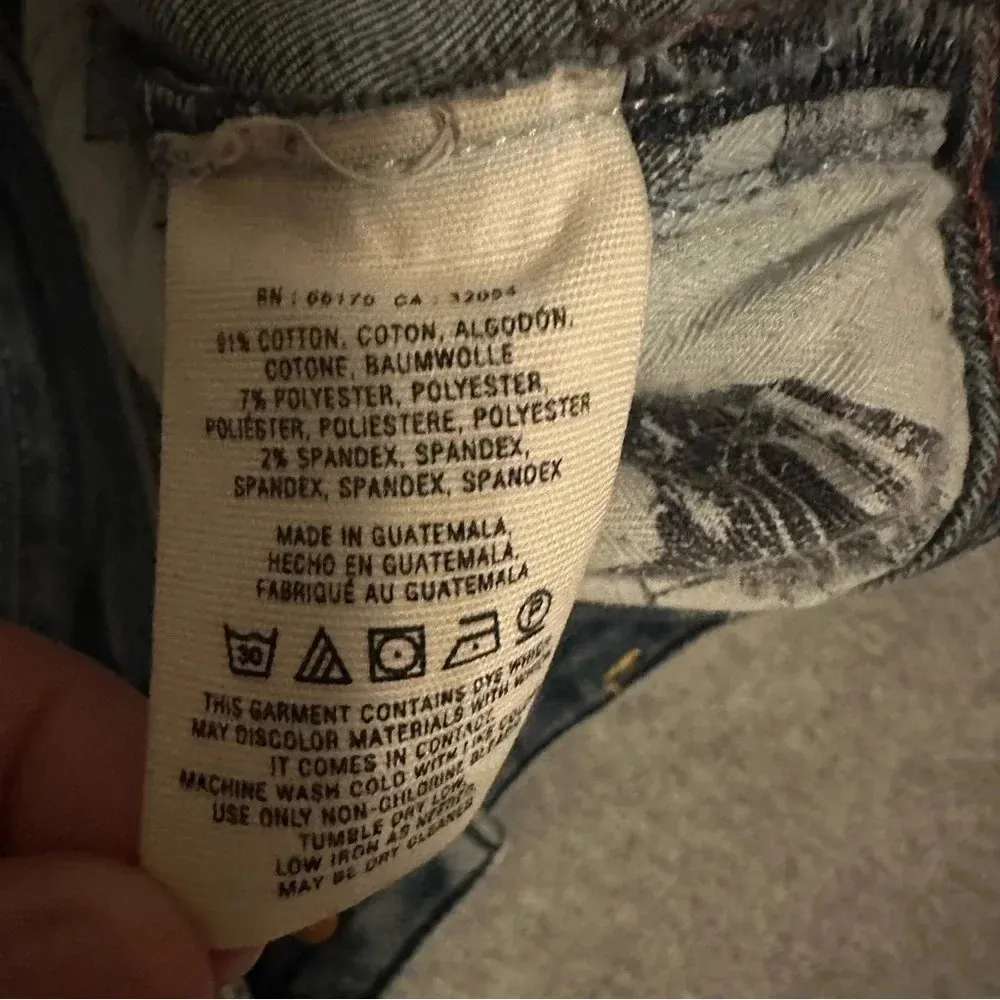 RN : 66170 CA : 32094
91% COTTON, COTON, ALGODÓN,
COTONE, BAUMWOLLE
7% POLYESTER, POLYESTER,
POLIÉSTER, POLIESTERE, POLYESTER
2% SPANDEX, SPANDEX,
SPANDEX, SPANDEX, SPANDEX
MADE IN GUATEMALA,
HECHO EN GUATEMALA,
FABRIQUÉ AU GUATEMALA
30 P
THIS GARMENT CONTAINS DYE WHICH
MAY DISCOLOR MATERIALS WITH WHICH
IT COMES IN CONTACT.
MACHINE WASH COLD WITH LIKE
USE ONLY NON-CHLORINE BLEACH
TUMBLE DRY LOW,
LOW IRON AS NEEDED
MAY BE DRY CLEANED